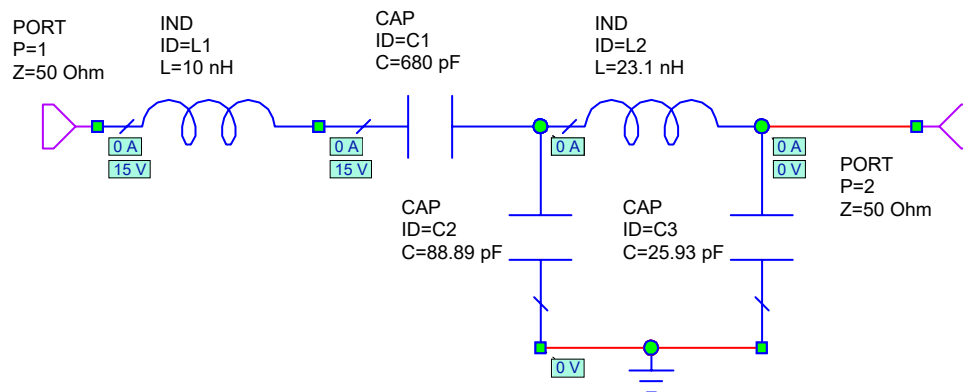 PORT
P=1
Z=50 Ohm
IND
ID=L1
L=10 nH
CAP
ID=C1
C=680 pF
IND
ID=L2
L=23.1 nH
0 A
15 V
0 A
15 V
0 A
0 A
0 V
PORT
P=2
Z=50 Ohm
CAP
ID=C2
C=88.89 pF
CAP
ID=C3
C=25.93 pF
0 V